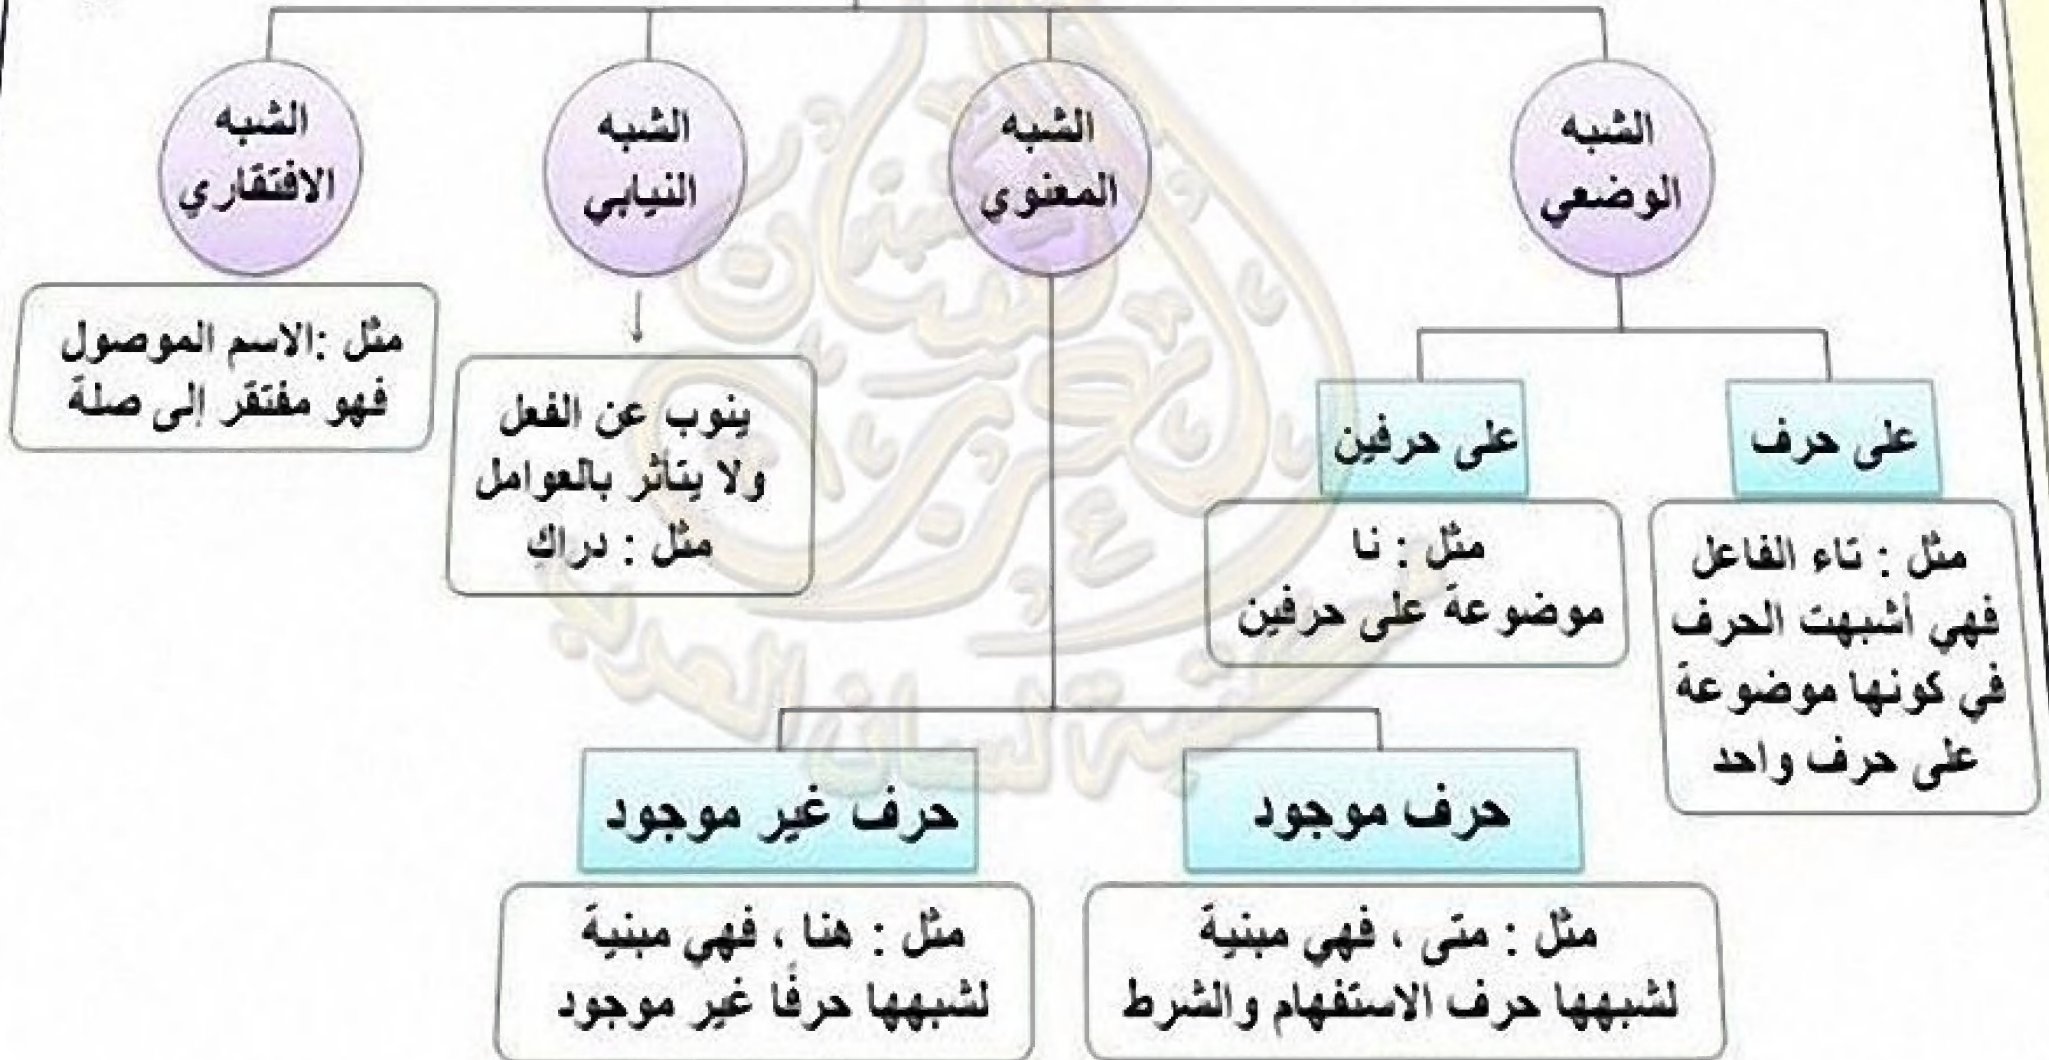 الشبه
الوضعي
الشبه
المعنوي
الشبه
النيابي
الشبه
الافتقاري
على حرف
مثل : تاء الفاعل
فهي أشبهت الحرف
في كونها موضوعة
على حرف واحد
على حرفين
مثل : نا
موضوعة على حرفين
حرف موجود
مثل : متى ، فهي مبنية
لشبهها حرف الاستفهام والشرط
حرف غير موجود
مثل : هنا ، فهي مبنية
لشبهها حرفًا غير موجود
ينوب عن الفعل
ولا يتأثر بالعوامل
مثل : دراكِ
مثل :الاسم الموصول
فهو مفتقر إلى صلة
مكتبة لسان العرب